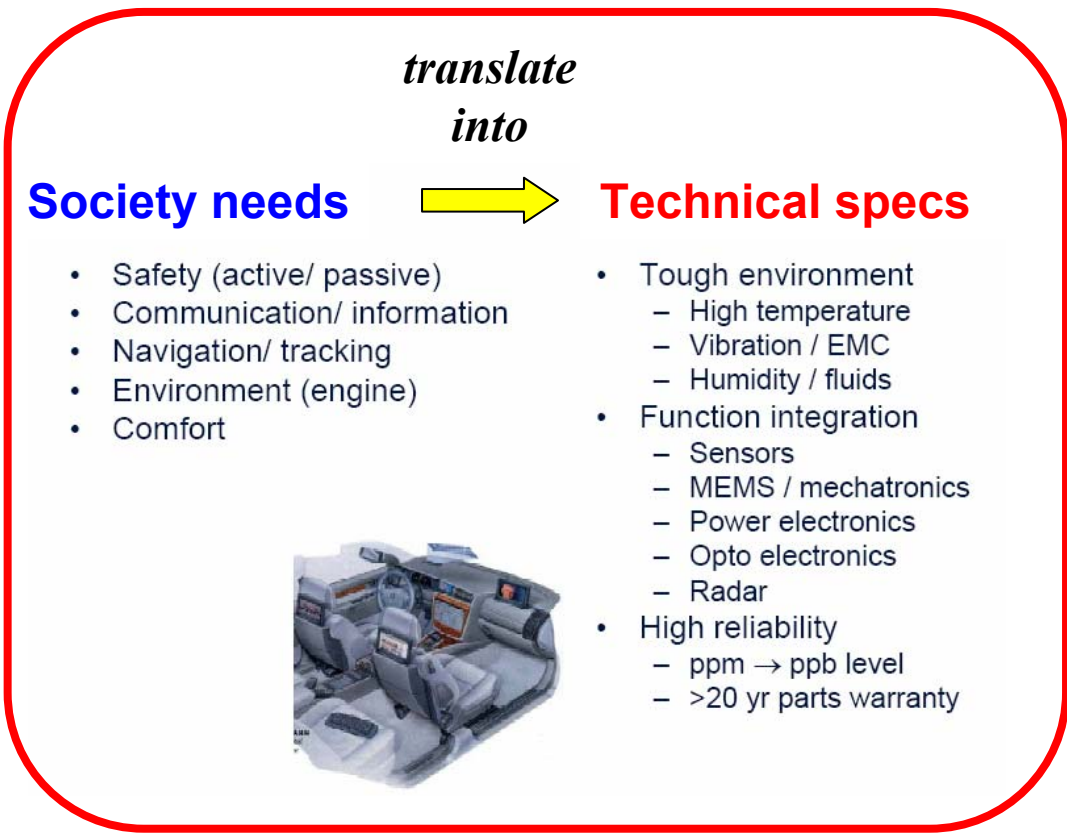 translate
into
Society needs
Technical specs
• Safety (active/ passive)
• Communication/ information
• Navigation/ tracking
• Environment (engine)
• Comfort
• Tough environment
– High temperature
– Vibration / EMC
– Humidity / fluids
• Function integration
– Sensors
– MEMS / mechatronics
– Power electronics
– Opto electronics
– Radar
• High reliability
– ppm → ppb level
– >20 yr parts warranty